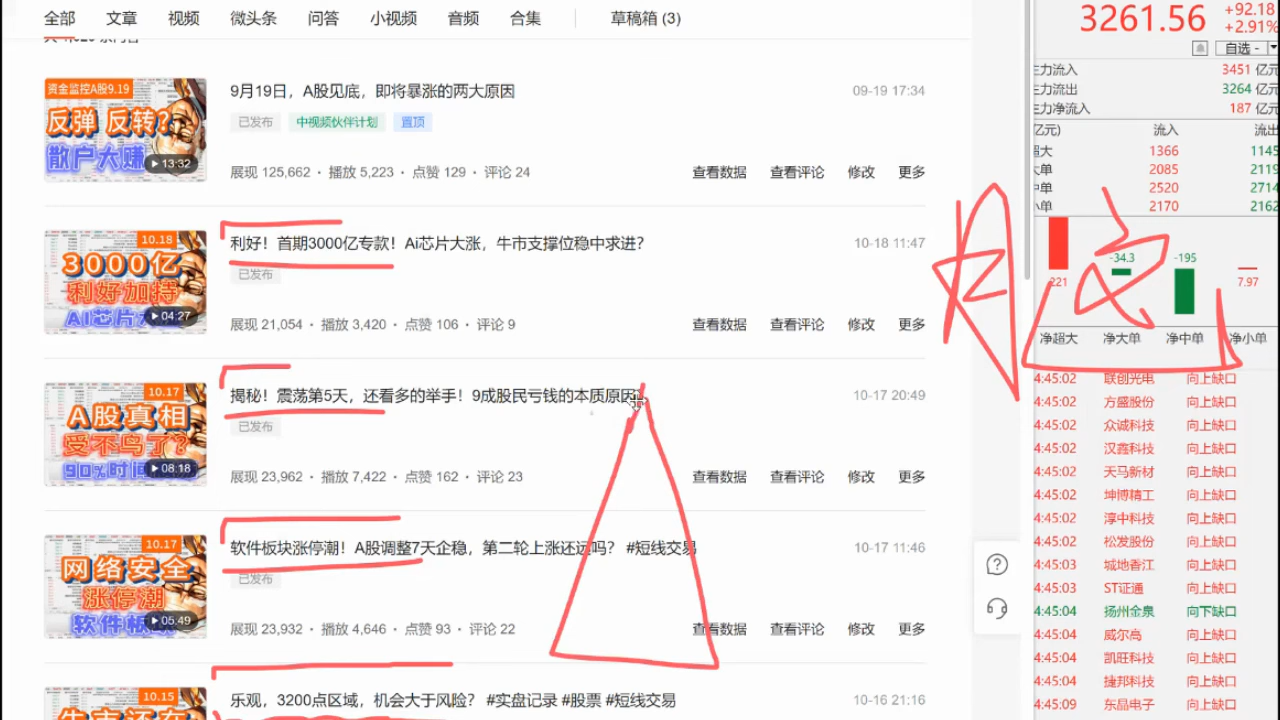 全部 文章 视频 微头条 问答 小视频 音频 合集 草稿箱 (3)
资金监控A股9.19
反弹 反转?
散户大赚
13:32
9月19日，A股见底，即将暴涨的两大原因
09-19 17:34
已发布 中视频伙伴计划 置顶
展现 125,662 · 播放 5,223 · 点赞 129 · 评论 24
查看数据 查看评论 修改 更多
10.18
3000亿
利好加持
AI芯片大
04:27
利好！首期3000亿专款！Ai芯片大涨，牛市支撑位稳中求进？
10-18 11:47
已发布
展现 21,054 · 播放 3,420 · 点赞 106 · 评论 9
查看数据 查看评论 修改 更多
10.17
A股真相
受不鸟了?
90%时间
08:18
揭秘！震荡第5天，还看多的举手！9成股民亏钱的本质原因
10-17 20:49
已发布
展现 23,962 · 播放 7,422 · 点赞 162 · 评论 23
查看数据 查看评论 修改 更多
10.17
网络安全
涨停潮
软件板块
05:49
软件板块涨停潮！A股调整7天企稳，第二轮上涨还远吗？ #短线交易
10-17 11:46
已发布
展现 23,932 · 播放 4,646 · 点赞 93 · 评论 22
查看数据 查看评论 修改 更多
10.15
牛市还在
乐观，3200点区域，机会大于风险？ #实盘记录 #股票 #短线交易
10-16 21:16
3261.56 +92.18
+2.91%
自选
主力流入 3451 亿元
主力流出 3264 亿元
主力净流入 187 亿元
(亿元) 流入 流出
超大 1366 1145
大单 2085 2119
中单 2520 2714
小单 2170 2162
221 -34.3 -195 7.97
净超大 净大单 净中单 净小单
4:45:02 联创光电 向上缺口
4:45:02 方盛股份 向上缺口
4:45:02 众诚科技 向上缺口
4:45:02 汉鑫科技 向上缺口
4:45:02 天马新材 向上缺口
4:45:02 坤博精工 向上缺口
4:45:02 淳中科技 向上缺口
4:45:02 松发股份 向上缺口
4:45:03 城地香江 向上缺口
4:45:03 ST证通 向上缺口
4:45:04 扬州金泉 向下缺口
4:45:04 威尔高 向上缺口
4:45:04 凯旺科技 向上缺口
4:45:04 捷邦科技 向上缺口
4:45:09 东晶电子 向上缺口